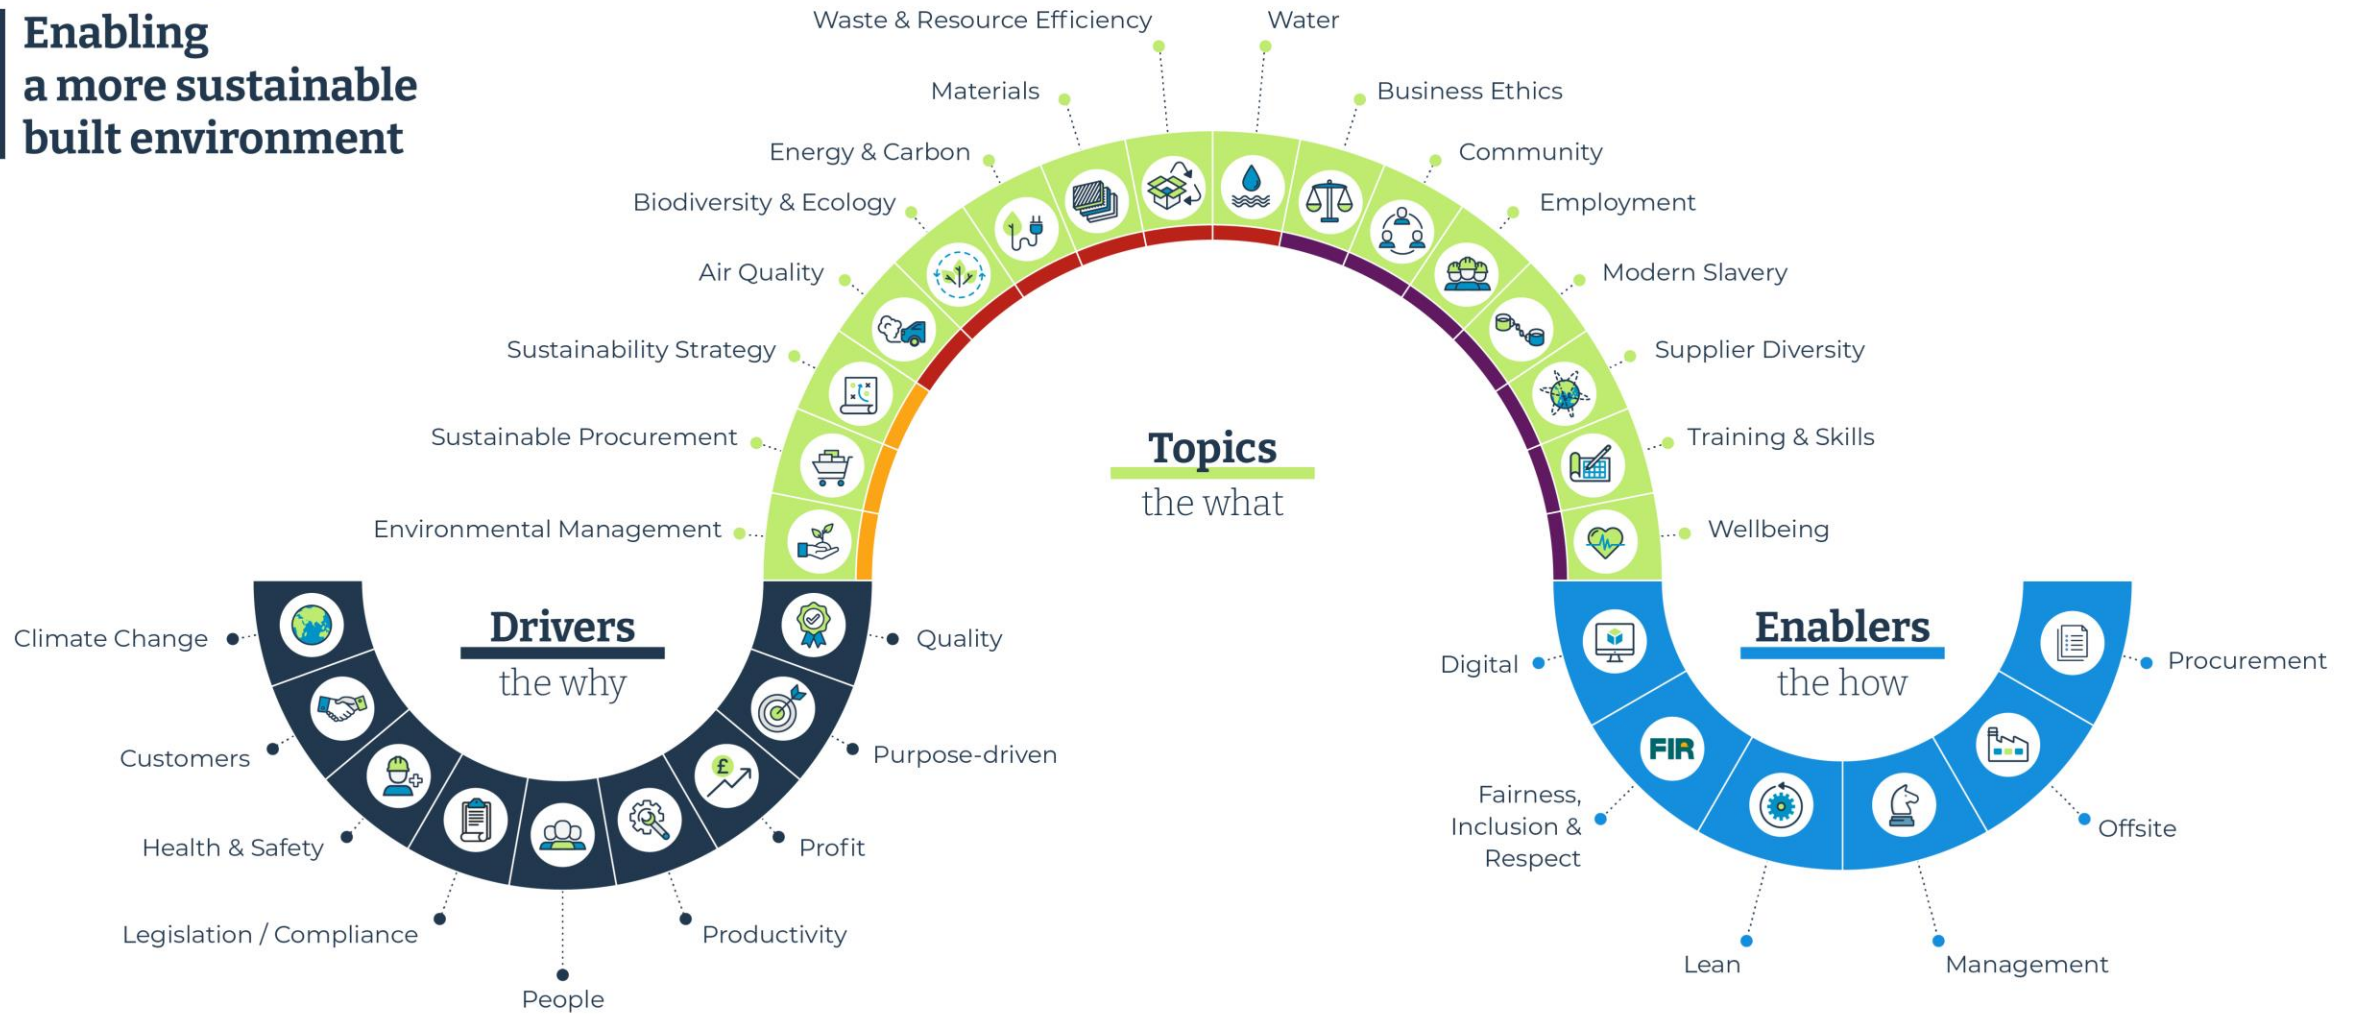 Enabling
a more sustainable
built environment
Waste & Resource Efficiency
Water
Materials
Business Ethics
Energy & Carbon
Community
Biodiversity & Ecology
Employment
Air Quality
Modern Slavery
Sustainability Strategy
Supplier Diversity
Sustainable Procurement
Training & Skills
Environmental Management
Wellbeing
Topics
the what
Drivers
the why
Climate Change
Customers
Health & Safety
Legislation / Compliance
People
Productivity
Profit
£
Purpose-driven
Quality
Enablers
the how
Digital
FIR
Fairness,
Inclusion &
Respect
Lean
Management
Offsite
Procurement